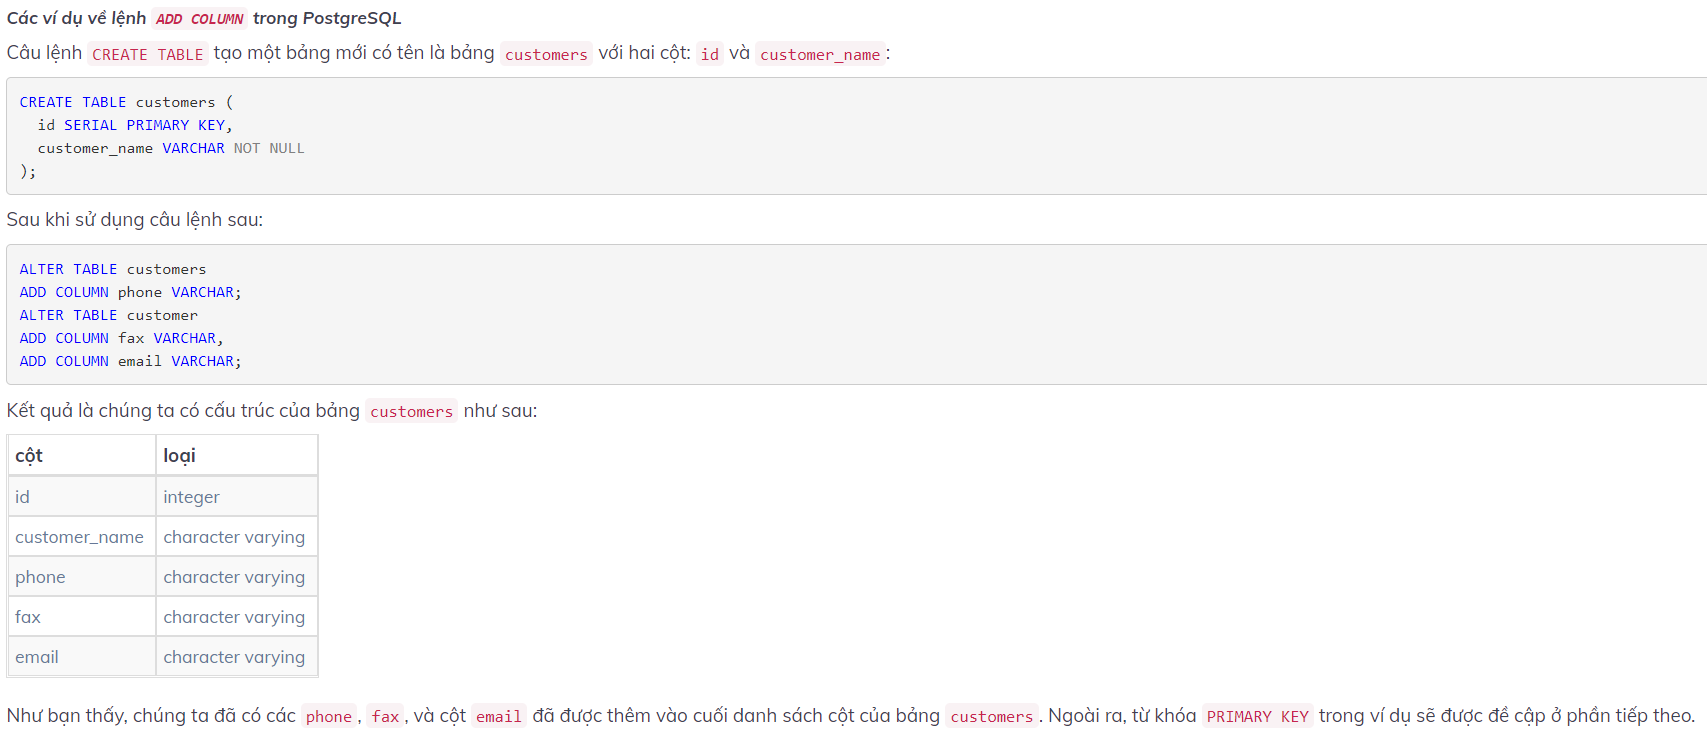 Các ví dụ về lệnh ADD COLUMN trong PostgreSQL
Câu lệnh CREATE TABLE tạo một bảng mới có tên là bảng customers với hai cột: id và customer_name:
CREATE TABLE customers (
  id SERIAL PRIMARY KEY,
  customer_name VARCHAR NOT NULL
);
Sau khi sử dụng câu lệnh sau:
ALTER TABLE customers
ADD COLUMN phone VARCHAR;
ALTER TABLE customer
ADD COLUMN fax VARCHAR,
ADD COLUMN email VARCHAR;
Kết quả là chúng ta có cấu trúc của bảng customers như sau:
cột loại
id integer
customer_name character varying
phone character varying
fax character varying
email character varying
Như bạn thấy, chúng ta đã có các phone, fax, và cột email đã được thêm vào cuối danh sách cột của bảng customers. Ngoài ra, từ khóa PRIMARY KEY trong ví dụ sẽ được đề cập ở phần tiếp theo.